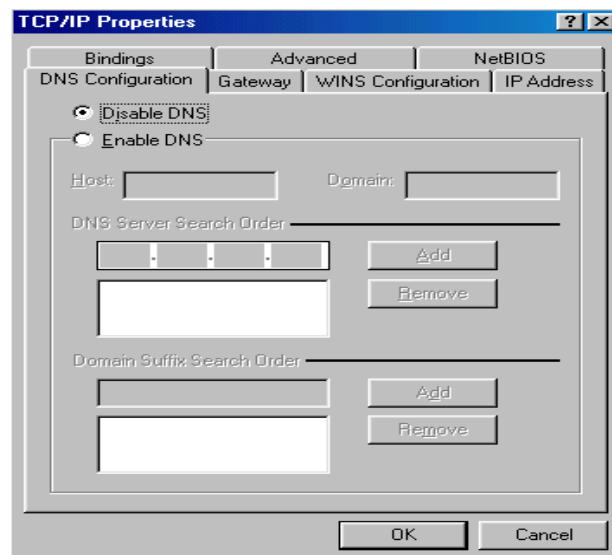 TCP/IP Properties
Bindings Advanced NetBIOS
DNS Configuration Gateway WINS Configuration IP Address
Disable DNS
Enable DNS
Host: Domain:
DNS Server Search Order
. . .
Add
Remove
Domain Suffix Search Order
Add
Remove
OK Cancel